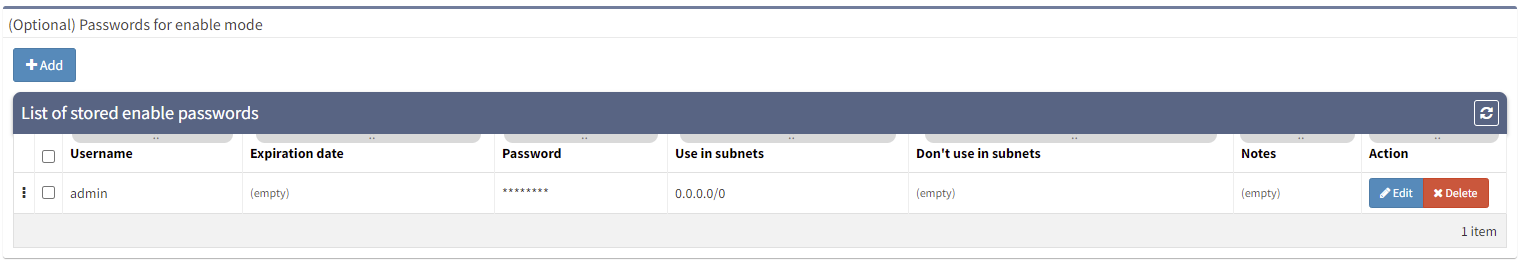 (Optional) Passwords for enable mode
Add
List of stored enable passwords
Username Expiration date Password Use in subnets Don't use in subnets Notes Action
admin (empty) ******** 0.0.0.0/0 (empty) (empty) Edit Delete
1 item